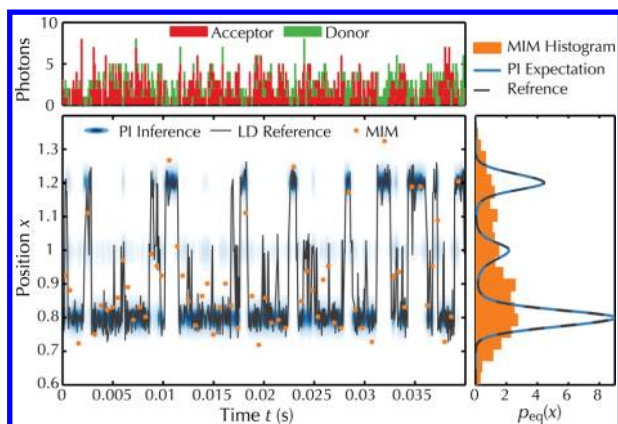 10
5
0
Photons
Acceptor
Donor
MIM Histogram
PI Expectation
Refrence
PI Inference
LD Reference
MIM
1.3
1.2
1.1
1
0.9
0.8
0.7
0.6
Position x
0
0.005
0.01
0.015
0.02
0.025
0.03
0.035
Time t (s)
0
2
4
6
8
peq(x)